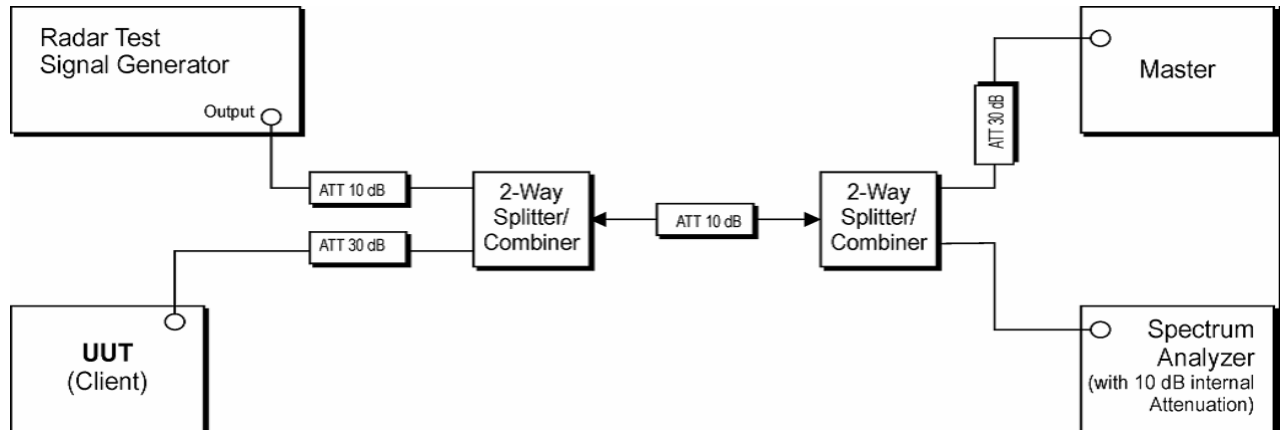 Radar Test
Signal Generator
Output
ATT 10 dB
ATT 30 dB
2-Way
Splitter/
Combiner
ATT 10 dB
2-Way
Splitter/
Combiner
ATT 30 dB
Master
UUT
(Client)
Spectrum
Analyzer
(with 10 dB internal
Attenuation)